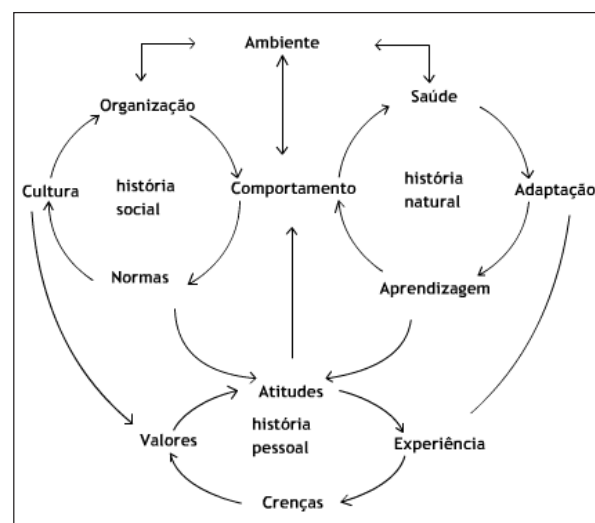 Ambiente
Saúde
Organização
Cultura
história
social
Comportamento
história
natural
Adaptação
Normas
Aprendizagem
Atitudes
história
pessoal
Valores
Experiência
Crenças